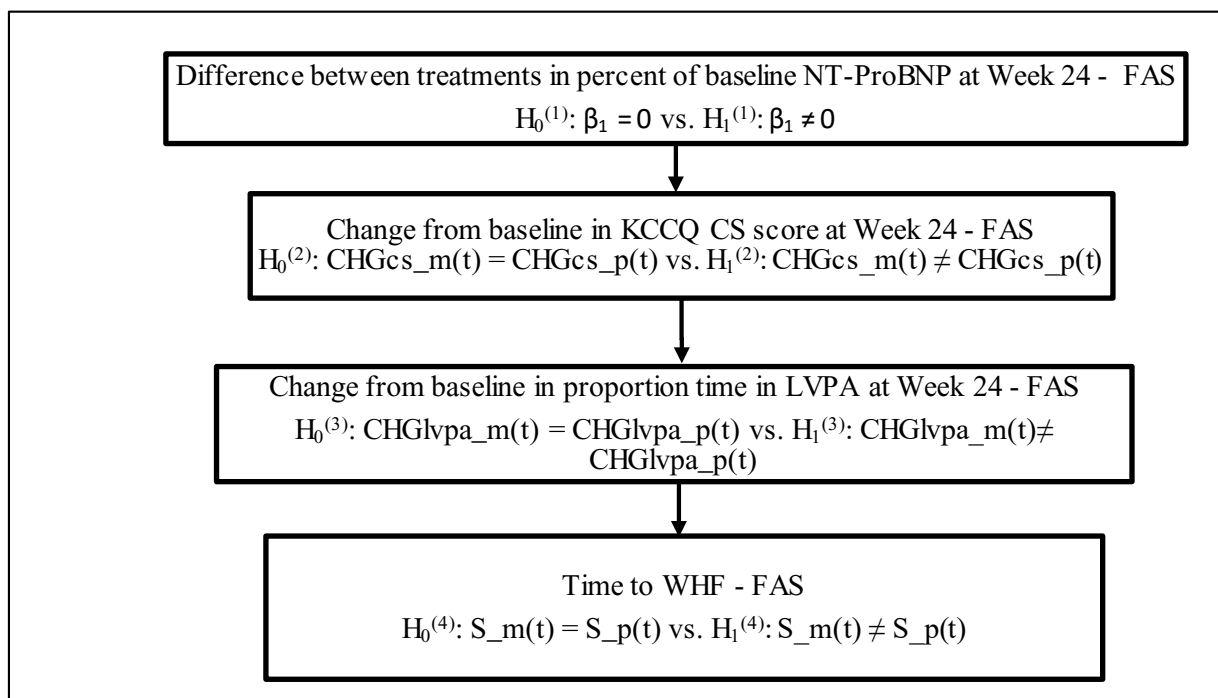 Difference between treatments in percent of baseline NT-ProBNP at Week 24 - FAS
H₀⁽¹⁾: β₁ = 0 vs. H₁⁽¹⁾: β₁ ≠ 0
Change from baseline in KCCQ CS score at Week 24 - FAS
H₀⁽²⁾: CHGcs_m(t) = CHGcs_p(t) vs. H₁⁽²⁾: CHGcs_m(t) ≠ CHGcs_p(t)
Change from baseline in proportion time in LVPA at Week 24 - FAS
H₀⁽³⁾: CHGlvpa_m(t) = CHGlvpa_p(t) vs. H₁⁽³⁾: CHGlvpa_m(t)≠
CHGlvpa_p(t)
Time to WHF - FAS
H₀⁽⁴⁾: S_m(t) = S_p(t) vs. H₁⁽⁴⁾: S_m(t) ≠ S_p(t)